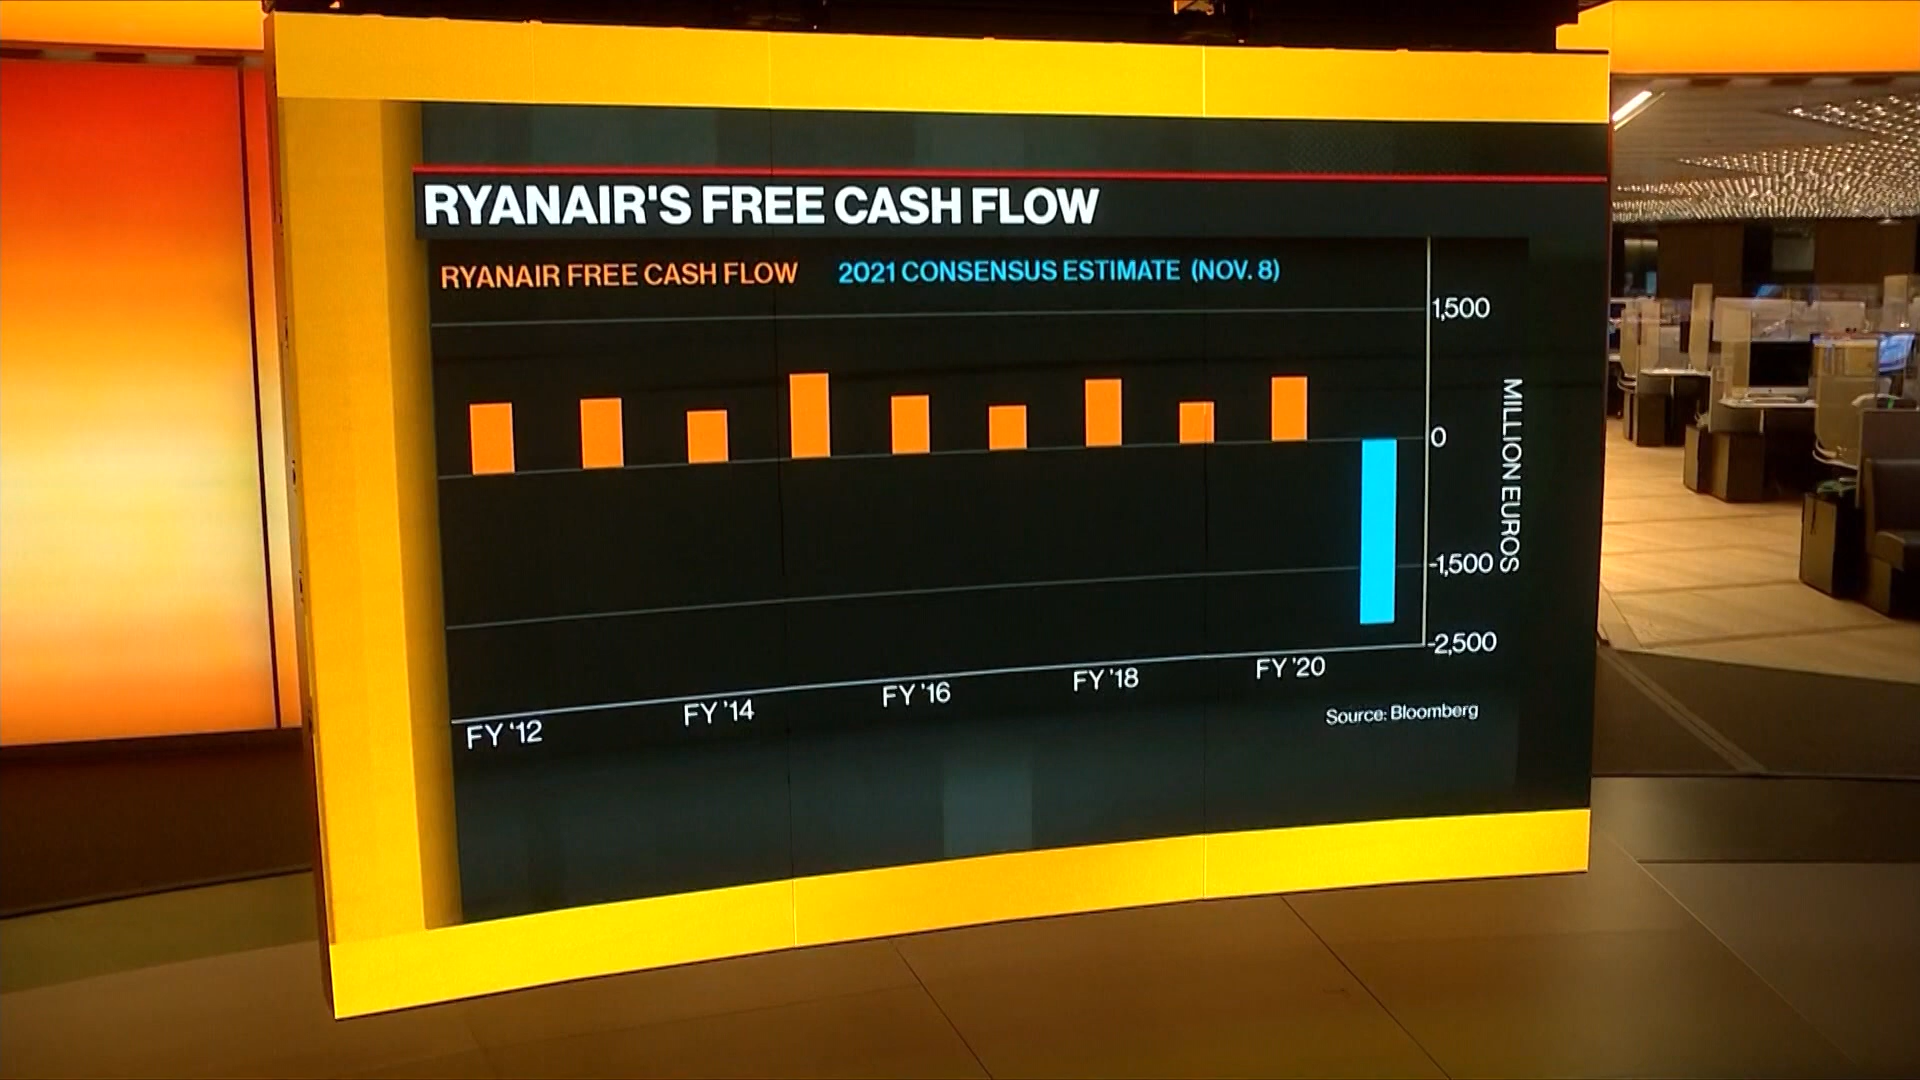 RYANAIR'S FREE CASH FLOW
RYANAIR FREE CASH FLOW
2021 CONSENSUS ESTIMATE (NOV. 8)
1,500
0
-1,500
-2,500
MILLION EUROS
FY '12
FY '14
FY '16
FY '18
FY '20
Source: Bloomberg